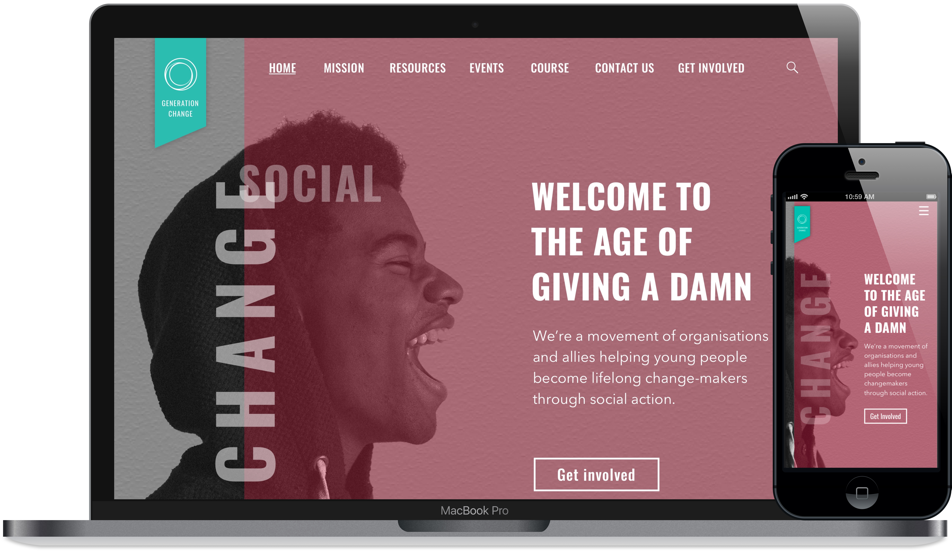 GENERATION
CHANGE
HOME MISSION RESOURCES EVENTS COURSE CONTACT US GET INVOLVED
SOCIAL
CHANGE
WELCOME TO
THE AGE OF
GIVING A DAMN
We're a movement of organisations
and allies helping young people
become lifelong change-makers
through social action.
Get involved
MacBook Pro
10:59 AM
CHANGE
WELCOME
TO THE AGE
OF GIVING
A DAMN
We're a movement of
organisations and
allies helping young
people become
changemakers
through social action.
Get Involved